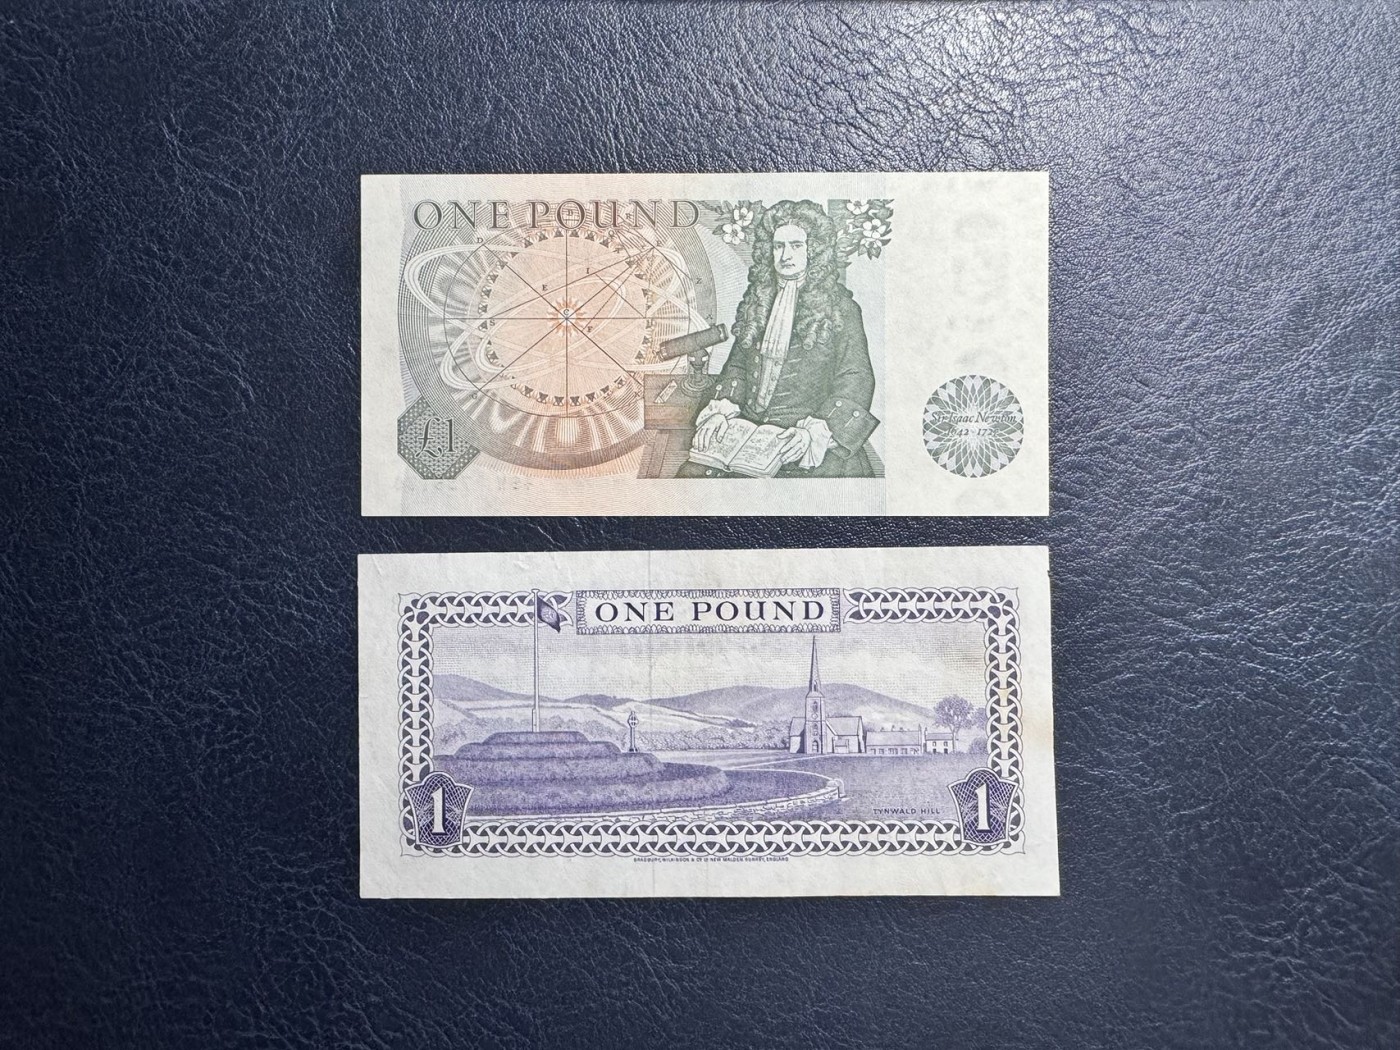 ONE POUND
£1
Sir Isaac Newton
1642-1727
ONE POUND
1
1
TYNWALD HILL
BRADBURY, WILKINSON & Cº Lº NEW MALDEN, SURREY, ENGLAND